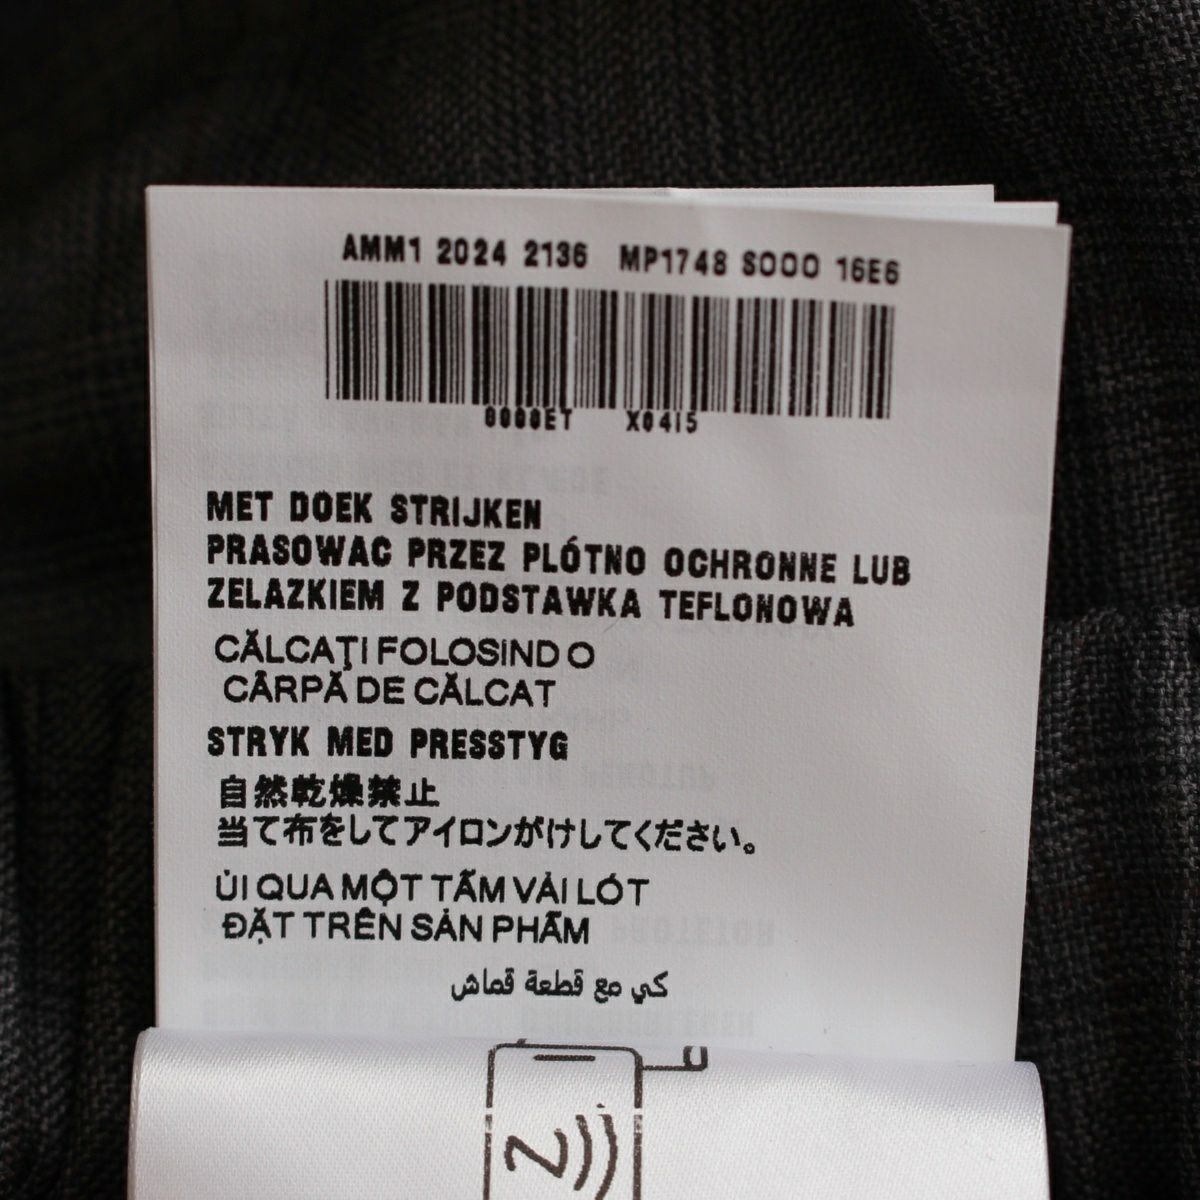 AMM1 2024 2136 MP1748 S000 16E6
0000ET X04I5
MET DOEK STRIJKEN
PRASOWAC PRZEZ PLÓTNO OCHRONNE LUB
ZELAZKIEM Z PODSTAWKA TEFLONOWA
CĂLCAŢI FOLOSIND O
CÂRPĂ DE CĂLCAT
STRYK MED PRESSTYG
自然乾燥禁止
当て布をしてアイロンがけしてください。
ỦI QUA MỘT TẤM VẢI LÓT
ĐẶT TRÊN SẢN PHẨM
كي مع قطعة قماش